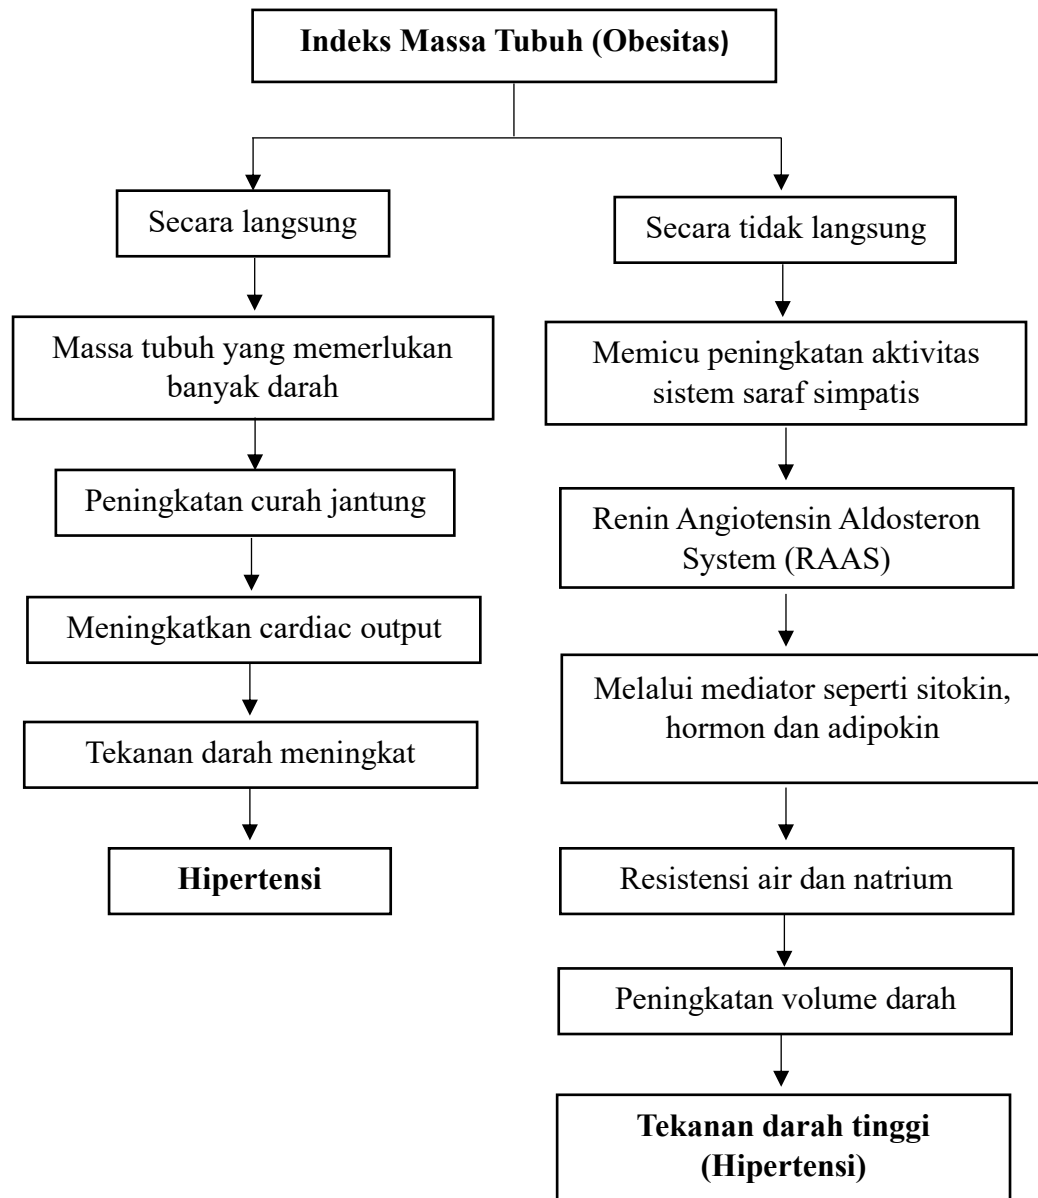 Indeks Massa Tubuh (Obesitas)
Secara langsung
Massa tubuh yang memerlukan
banyak darah
Peningkatan curah jantung
Meningkatkan cardiac output
Tekanan darah meningkat
Hipertensi
Secara tidak langsung
Memicu peningkatan aktivitas
sistem saraf simpatis
Renin Angiotensin Aldosteron
System (RAAS)
Melalui mediator seperti sitokin,
hormon dan adipokin
Resistensi air dan natrium
Peningkatan volume darah
Tekanan darah tinggi
(Hipertensi)